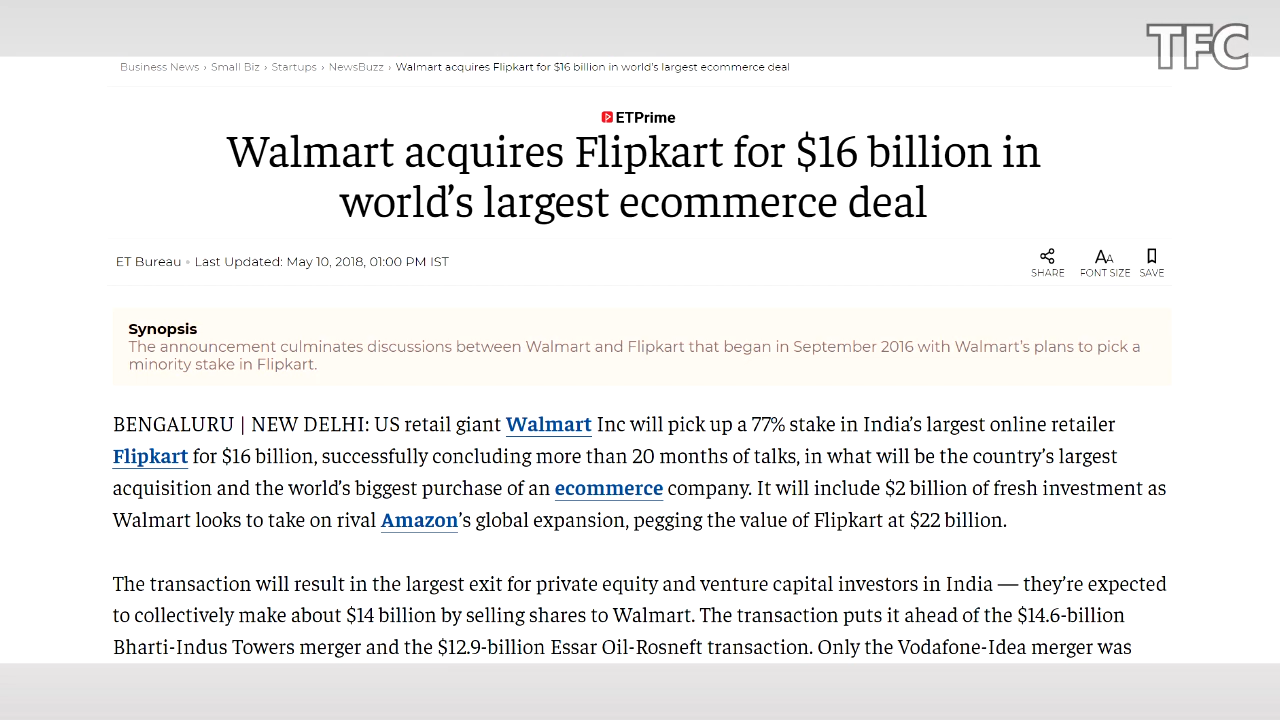 TFC
Business News › Small Biz › Startups › NewsBuzz › Walmart acquires Flipkart for $16 billion in world's largest ecommerce deal
ETPrime
Walmart acquires Flipkart for $16 billion in
world's largest ecommerce deal
ET Bureau • Last Updated: May 10, 2018, 01:00 PM IST
SHARE
AA
FONT SIZE
SAVE
Synopsis
The announcement culminates discussions between Walmart and Flipkart that began in September 2016 with Walmart's plans to pick a
minority stake in Flipkart.
BENGALURU | NEW DELHI: US retail giant Walmart Inc will pick up a 77% stake in India's largest online retailer
Flipkart for $16 billion, successfully concluding more than 20 months of talks, in what will be the country's largest
acquisition and the world's biggest purchase of an ecommerce company. It will include $2 billion of fresh investment as
Walmart looks to take on rival Amazon's global expansion, pegging the value of Flipkart at $22 billion.
The transaction will result in the largest exit for private equity and venture capital investors in India — they're expected
to collectively make about $14 billion by selling shares to Walmart. The transaction puts it ahead of the $14.6-billion
Bharti-Indus Towers merger and the $12.9-billion Essar Oil-Rosneft transaction. Only the Vodafone-Idea merger was